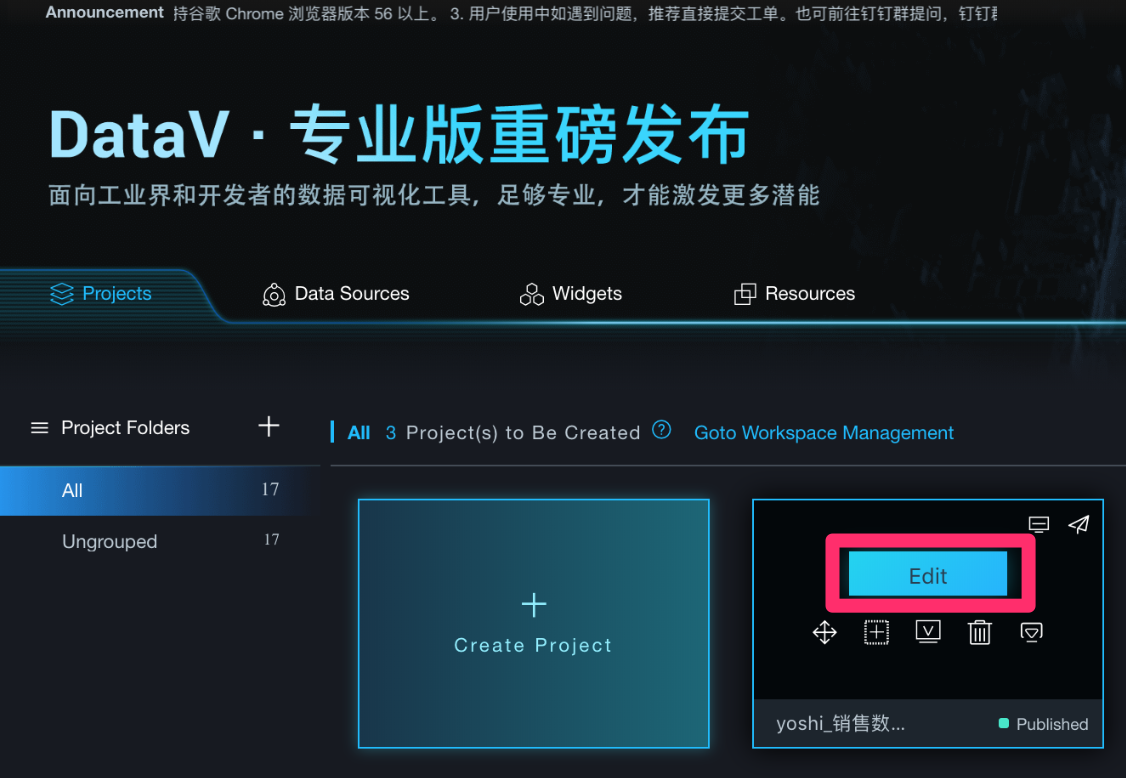 Announcement 持谷歌 Chrome 浏览器版本 56 以上。 3. 用户使用中如遇到问题，推荐直接提交工单。也可前往钉钉群提问，钉钉
DataV · 专业版重磅发布
面向工业界和开发者的数据可视化工具，足够专业，才能激发更多潜能
Projects Data Sources Widgets Resources
Project Folders +
All 3 Project(s) to Be Created ? Goto Workspace Management
All 17
Ungrouped 17
Edit
Create Project
yoshi_销售数... Published